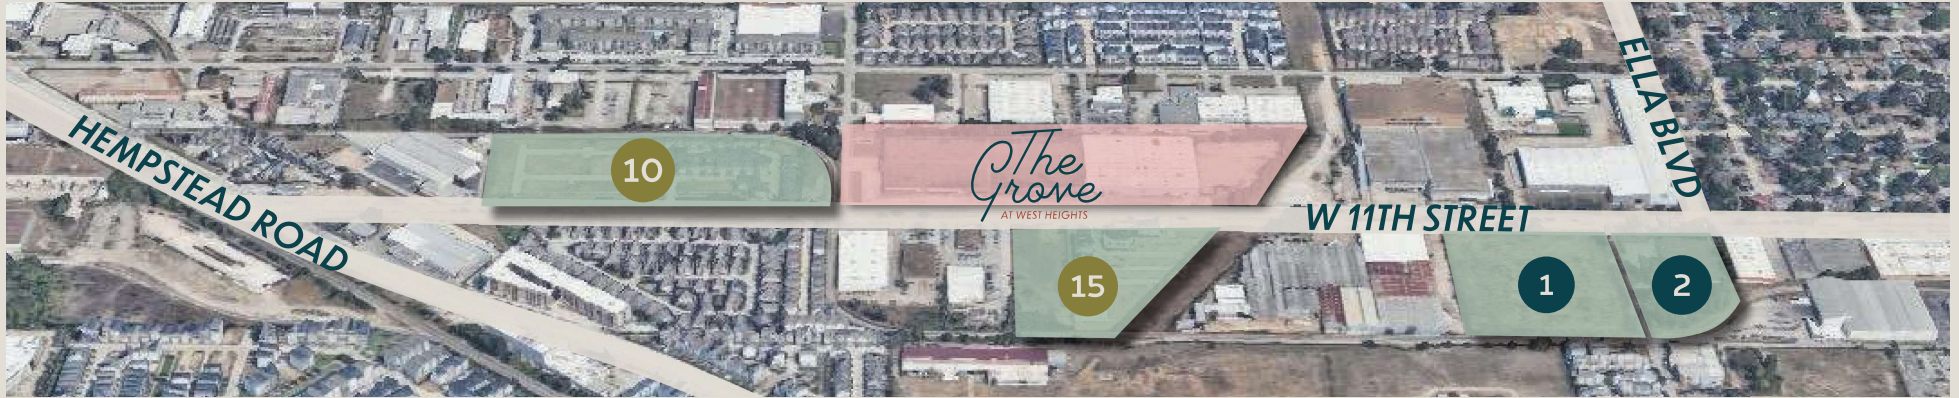 ELLA BLVD
HEMPSTEAD ROAD
10
The
Grove
AT WEST HEIGHTS
W 11TH STREET
15
1
2